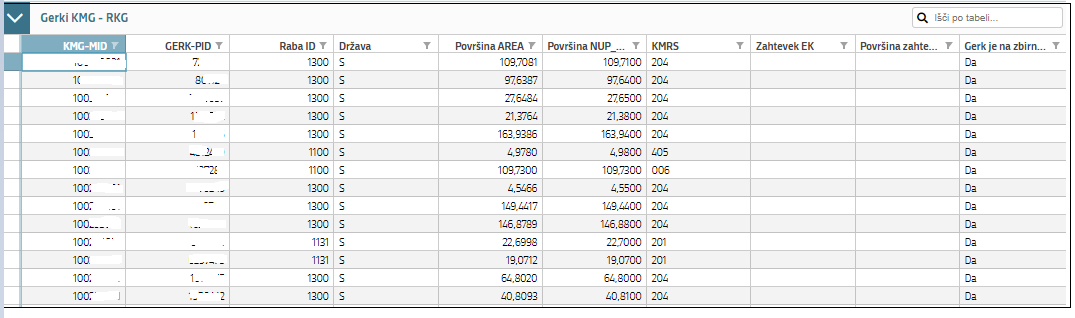 Gerki KMG - RKG
Išči po tabeli...
KMG-MID GERK-PID Raba ID Država Površina AREA Površina NUP_... KMRS Zahtevek EK Površina zahte... Gerk je na zbirn...
1300 S 109,7081 109,7100 204 Da
1300 S 97,6387 97,6400 204 Da
1300 S 27,6484 27,6500 204 Da
1300 S 21,3764 21,3800 204 Da
1300 S 163,9386 163,9400 204 Da
1100 S 4,9780 4,9800 405 Da
1100 S 109,7300 109,7300 006 Da
1300 S 4,5466 4,5500 204 Da
1300 S 149,4417 149,4400 204 Da
1300 S 146,8789 146,8800 204 Da
1131 S 22,6998 22,7000 201 Da
1131 S 19,0712 19,0700 201 Da
1300 S 64,8020 64,8000 204 Da
1300 S 40,8093 40,8100 204 Da